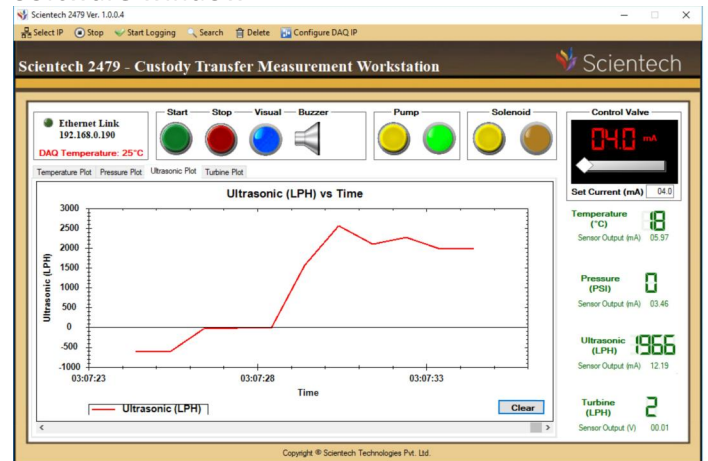 Scientech 2479 Ver. 1.0.0.4
Select IP Stop Start Logging Search Delete Configure DAQ IP
Scientech 2479 - Custody Transfer Measurement Workstation
Scientech
Ethernet Link
192.168.0.190
DAQ Temperature: 25°C
Start Stop Visual Buzzer
Pump
Solenoid
Control Valve
04.0 mA
Set Current (mA) 04.0
Temperature Plot Pressure Plot Ultrasonic Plot Turbine Plot
Ultrasonic (LPH) vs Time
Ultrasonic (LPH)
3000
2500
2000
1500
1000
500
0
-500
-1000
03:07:23 03:07:28 03:07:33
Time
Ultrasonic (LPH)
Clear
Temperature
(°C)
18
Sensor Output (mA) 05.97
Pressure
(PSI)
0
Sensor Output (mA) 03.46
Ultrasonic
(LPH)
1966
Sensor Output (mA) 12.19
Turbine
(LPH)
2
Sensor Output (V) 00.01
Copyright ® Scientech Technologies Pvt. Ltd.